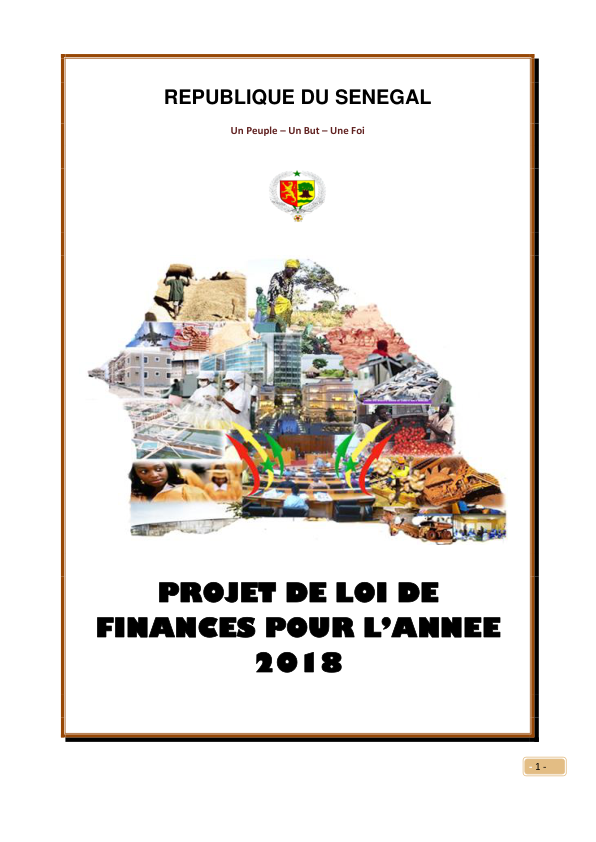 REPUBLIQUE DU SENEGAL
Un Peuple – Un But – Une Foi
PROJET DE LOI DE
FINANCES POUR L'ANNEE
2018
- 1 -